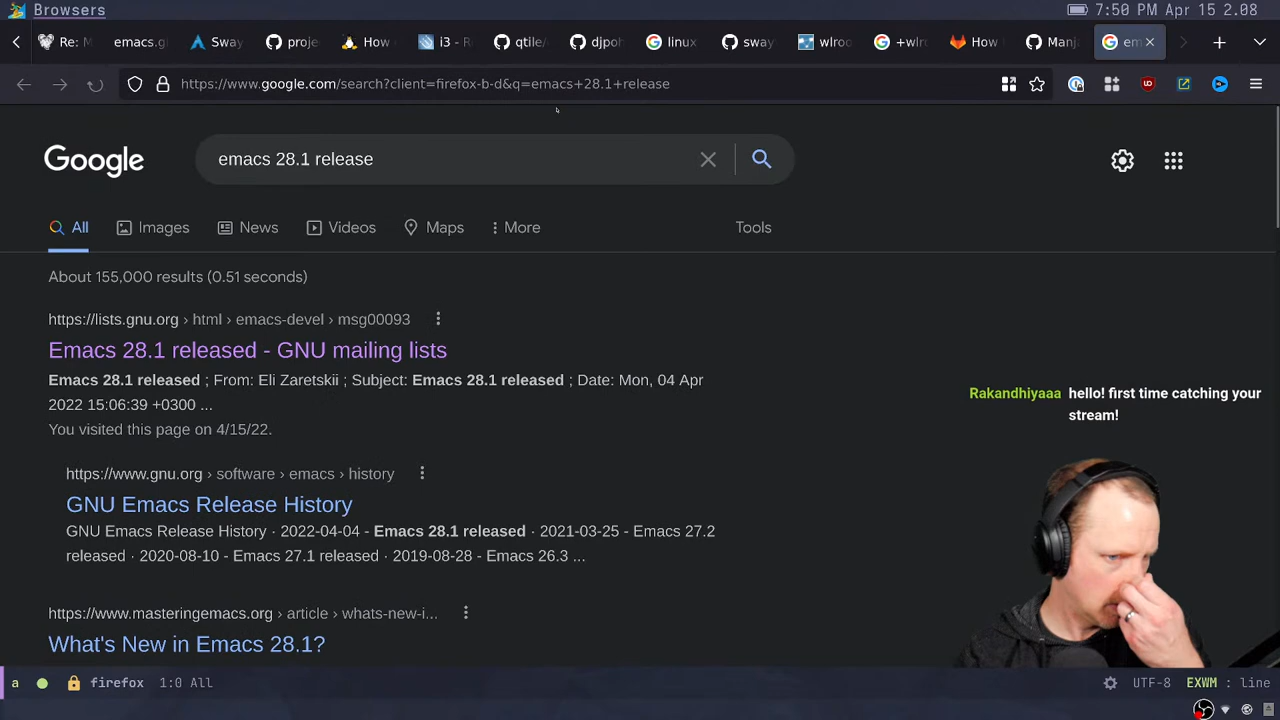 Browsers
7:50 PM Apr 15 2.08
Re: M
emacs.g
Sway
proje
How
i3 - R
qtile/
djpoh
linux
sway
wlroo
+wlro
How
Manj
em
https://www.google.com/search?client=firefox-b-d&q=emacs+28.1+release
Google
emacs 28.1 release
All
Images
News
Videos
Maps
More
Tools
About 155,000 results (0.51 seconds)
https://lists.gnu.org › html › emacs-devel › msg00093
Emacs 28.1 released - GNU mailing lists
Emacs 28.1 released ; From: Eli Zaretskii ; Subject: Emacs 28.1 released ; Date: Mon, 04 Apr
2022 15:06:39 +0300 ...
You visited this page on 4/15/22.
https://www.gnu.org › software › emacs › history
GNU Emacs Release History
GNU Emacs Release History · 2022-04-04 - Emacs 28.1 released · 2021-03-25 - Emacs 27.2
released · 2020-08-10 - Emacs 27.1 released · 2019-08-28 - Emacs 26.3 ...
https://www.masteringemacs.org › article › whats-new-i...
What's New in Emacs 28.1?
Rakandhiyaaa hello! first time catching your
stream!
a firefox 1:0 All
UTF-8 EXWM : line